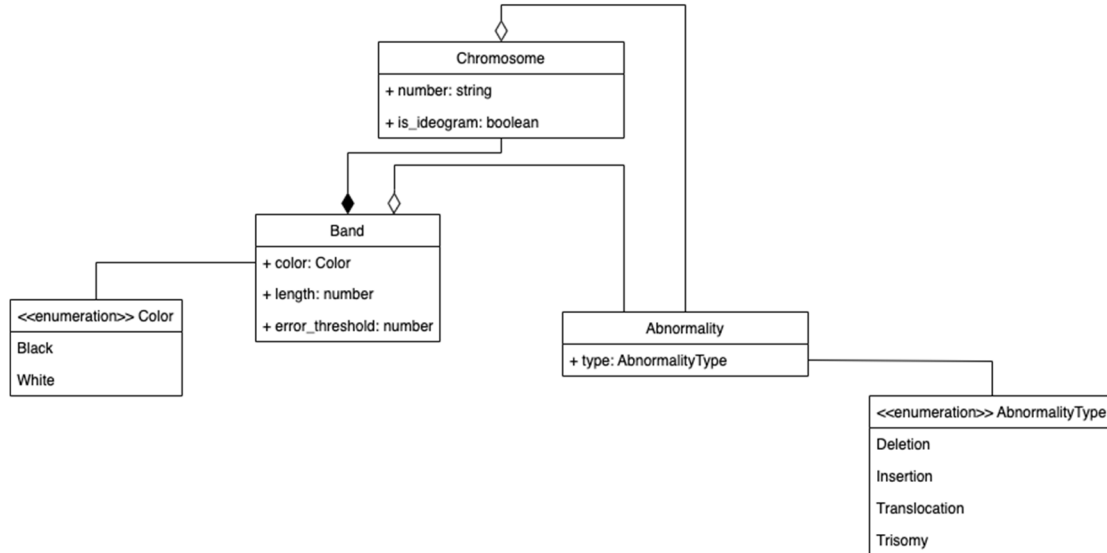 Chromosome
+ number: string
+ is_ideogram: boolean
Band
+ color: Color
+ length: number
+ error_threshold: number
<<enumeration>> Color
Black
White
Abnormality
+ type: AbnormalityType
<<enumeration>> AbnormalityType
Deletion
Insertion
Translocation
Trisomy